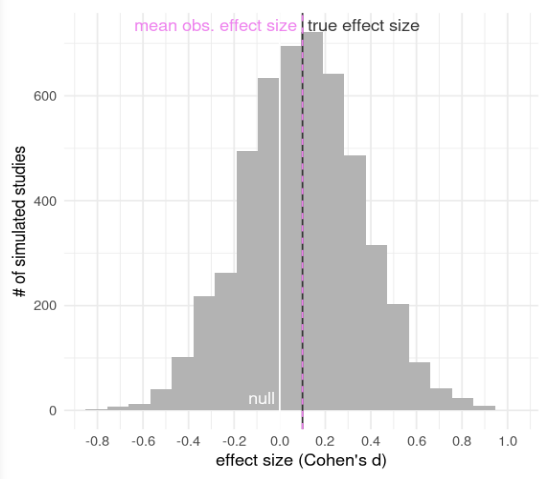 mean obs. effect size
true effect size
# of simulated studies
600
400
200
0
null
-0.8
-0.6
-0.4
-0.2
0.0
0.2
0.4
0.6
0.8
1.0
effect size (Cohen's d)